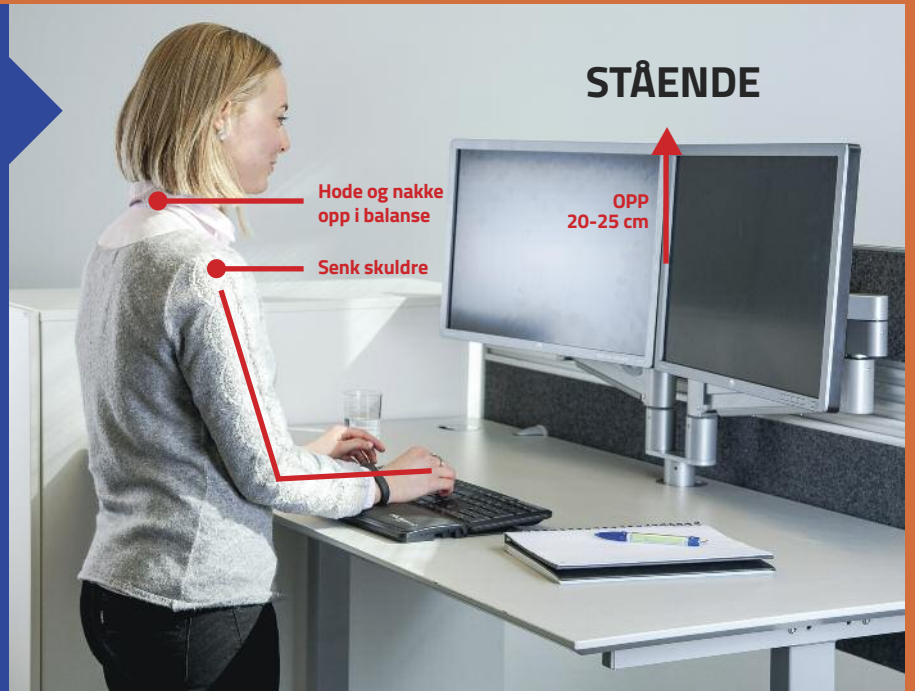 STÅENDE
Hode og nakke
opp i balanse
OPP
20-25 cm
Senk skuldre